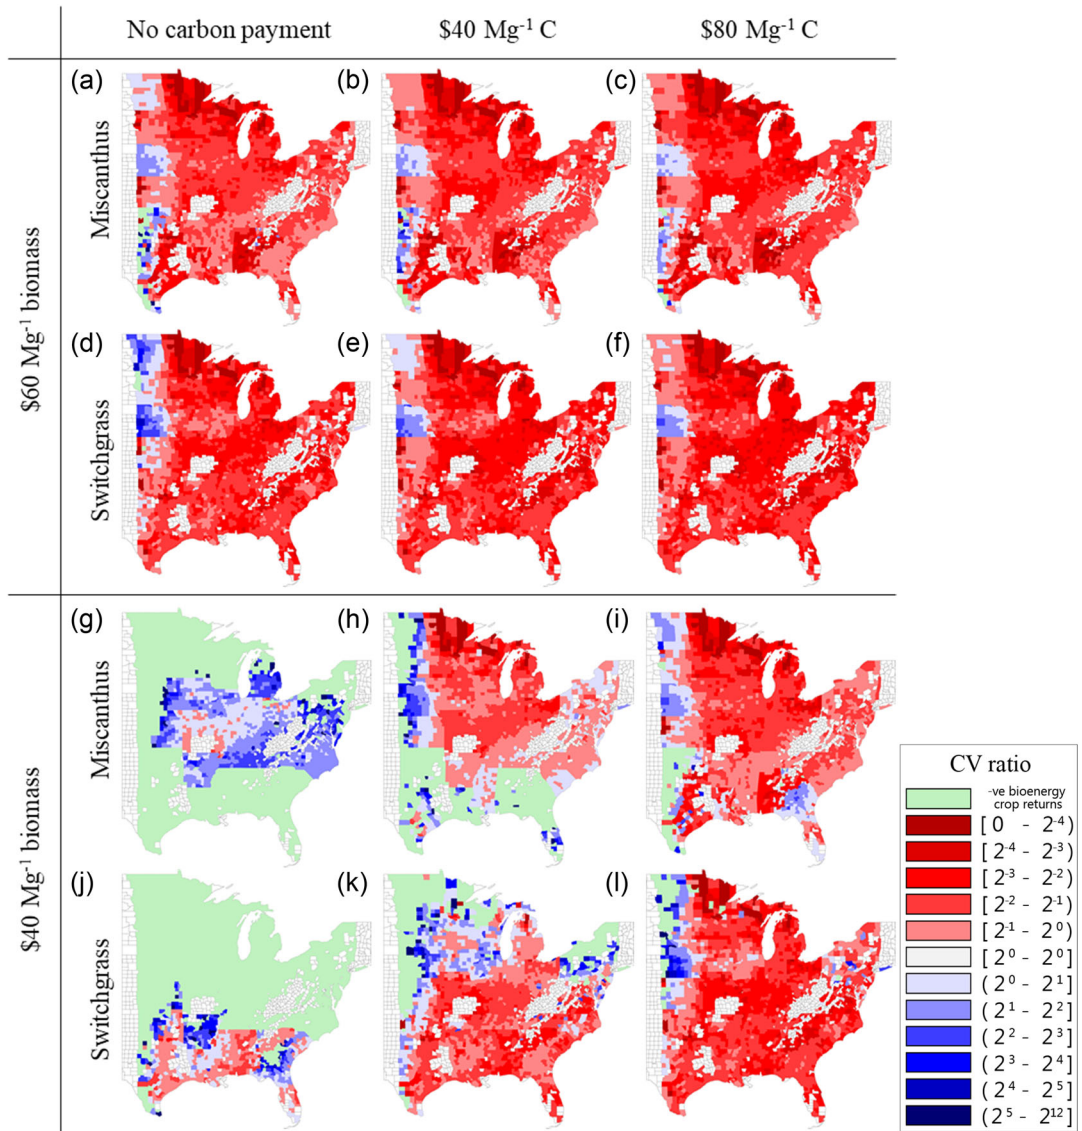 No carbon payment
$40 Mg⁻¹ C
$80 Mg⁻¹ C
$60 Mg⁻¹ biomass
Miscanthus
(a)
(b)
(c)
Switchgrass
(d)
(e)
(f)
$40 Mg⁻¹ biomass
Miscanthus
(g)
(h)
(i)
Switchgrass
(j)
(k)
(l)
CV ratio
-ve bioenergy
crop returns
[ 0 - 2⁻⁴)
[ 2⁻⁴ - 2⁻³)
[ 2⁻³ - 2⁻²)
[ 2⁻² - 2⁻¹)
[ 2⁻¹ - 2⁰)
[ 2⁰ - 2⁰]
(2⁰ - 2¹]
(2¹ - 2²]
(2² - 2³]
(2³ - 2⁴]
(2⁴ - 2⁵]
(2⁵ - 2¹²]